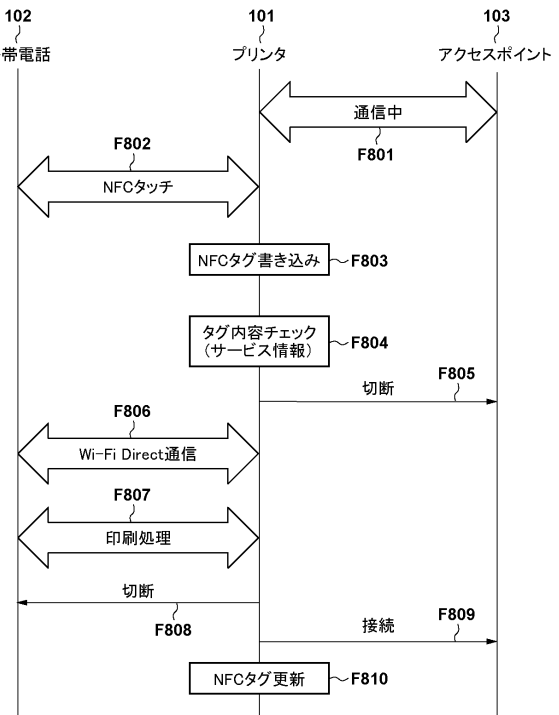 102
101
103
帯電話
プリンタ
アクセスポイント
通信中
F801
F802
NFCタッチ
NFCタグ書き込み
F803
タグ内容チェック
(サービス情報)
F804
F805
切断
F806
Wi-Fi Direct通信
F807
印刷処理
切断
F808
F809
接続
NFCタグ更新
F810